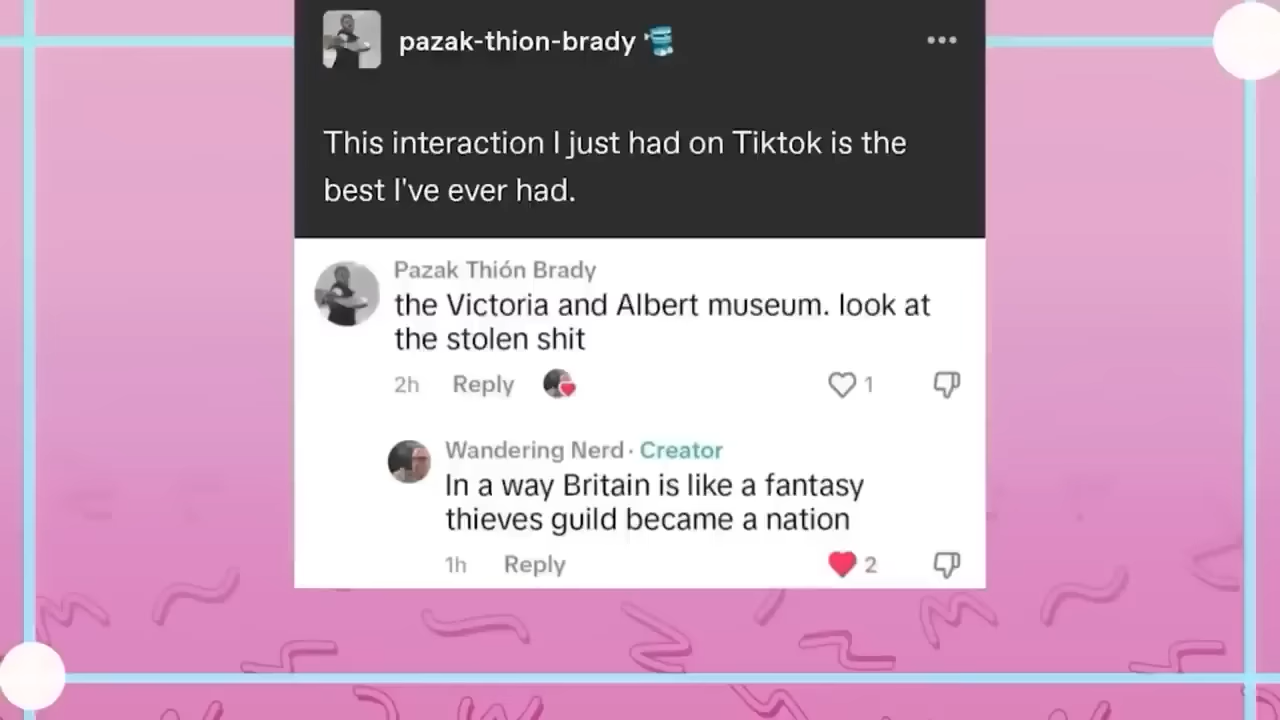 pazak-thion-brady
This interaction I just had on Tiktok is the
best I've ever had.
Pazak Thión Brady
the Victoria and Albert museum. look at
the stolen shit
2h Reply 1
Wandering Nerd · Creator
In a way Britain is like a fantasy
thieves guild became a nation
1h Reply 2